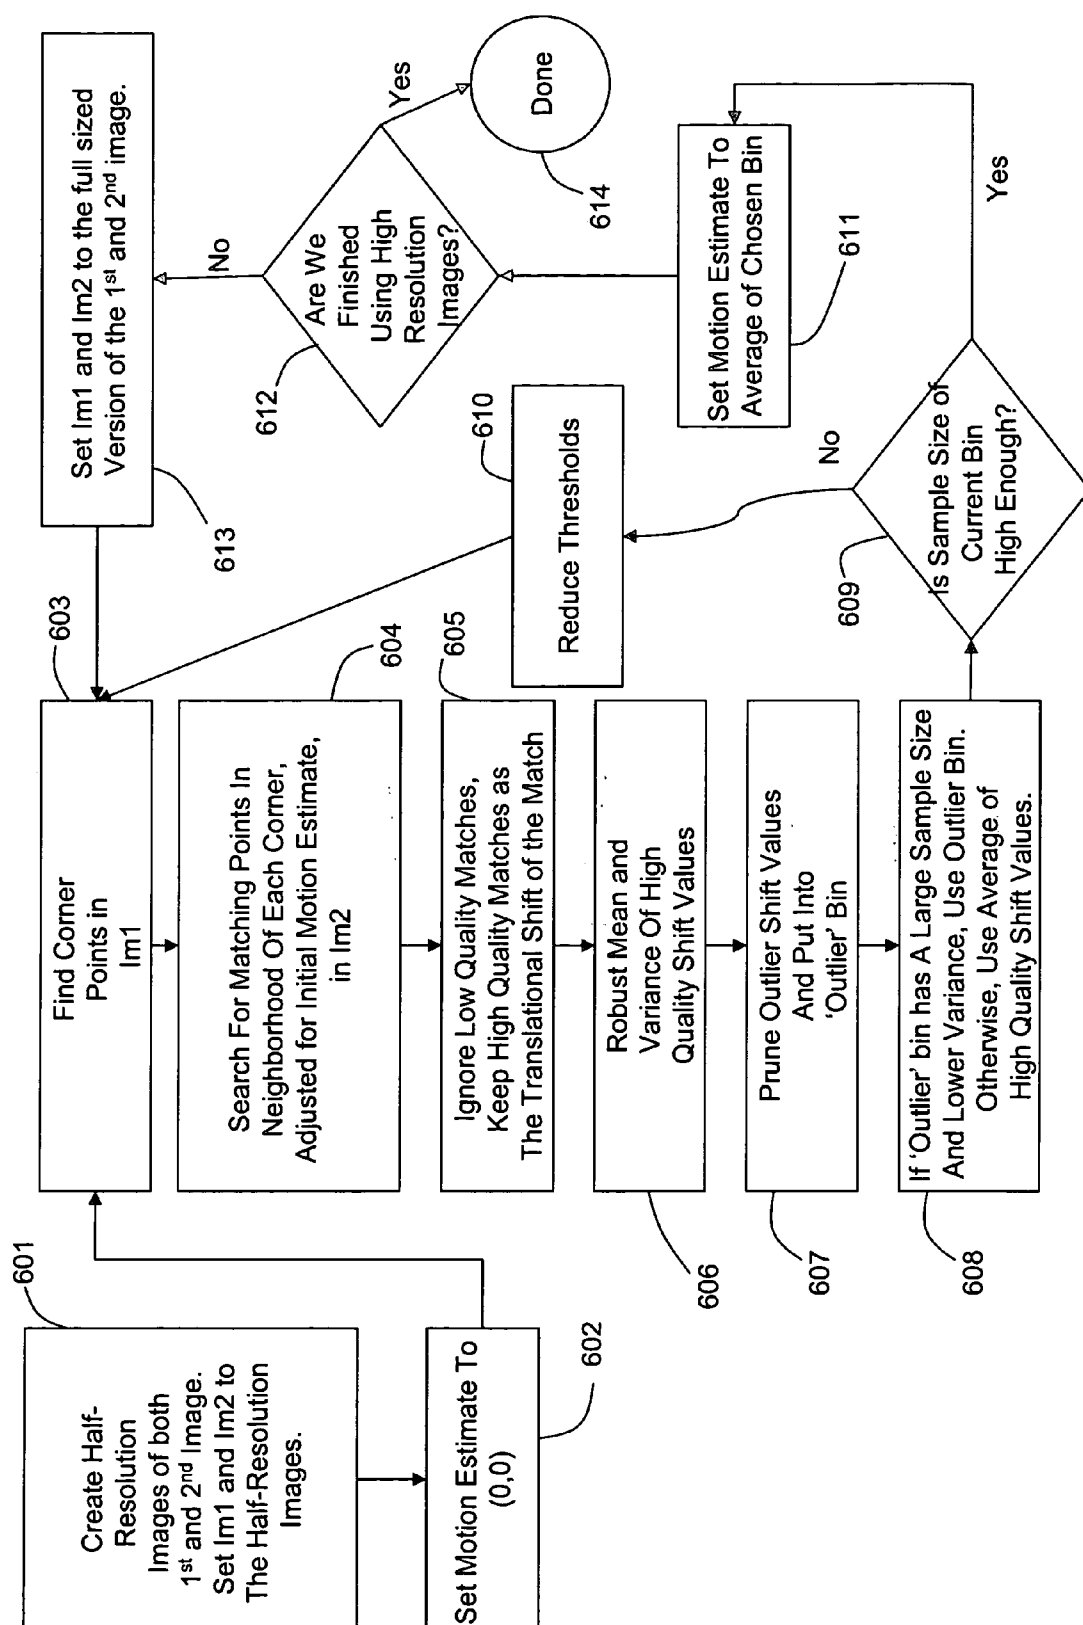 601
Create Half-
Resolution
Images of both
1st and 2nd Image.
Set Im1 and Im2 to
The Half-Resolution
Images.
Set Motion Estimate To
(0,0)
602
603
Find Corner
Points in
Im1
Search For Matching Points In
Neighborhood Of Each Corner,
Adjusted for Initial Motion Estimate,
in Im2
604
Ignore Low Quality Matches,
Keep High Quality Matches as
The Translational Shift of the Match
605
Robust Mean and
Variance Of High
Quality Shift Values
606
Prune Outlier Shift Values
And Put Into
‘Outlier’ Bin
607
If ‘Outlier’ bin has A Large Sample Size
And Lower Variance, Use Outlier Bin.
Otherwise, Use Average of
High Quality Shift Values.
608
Is Sample Size of
Current Bin
High Enough?
609
No
Yes
Reduce Thresholds
610
Set Motion Estimate To
Average of Chosen Bin
611
Are We
Finished
Using High
Resolution
Images?
612
No
Yes
Set Im1 and Im2 to the full sized
Version of the 1st and 2nd image.
613
Done
614